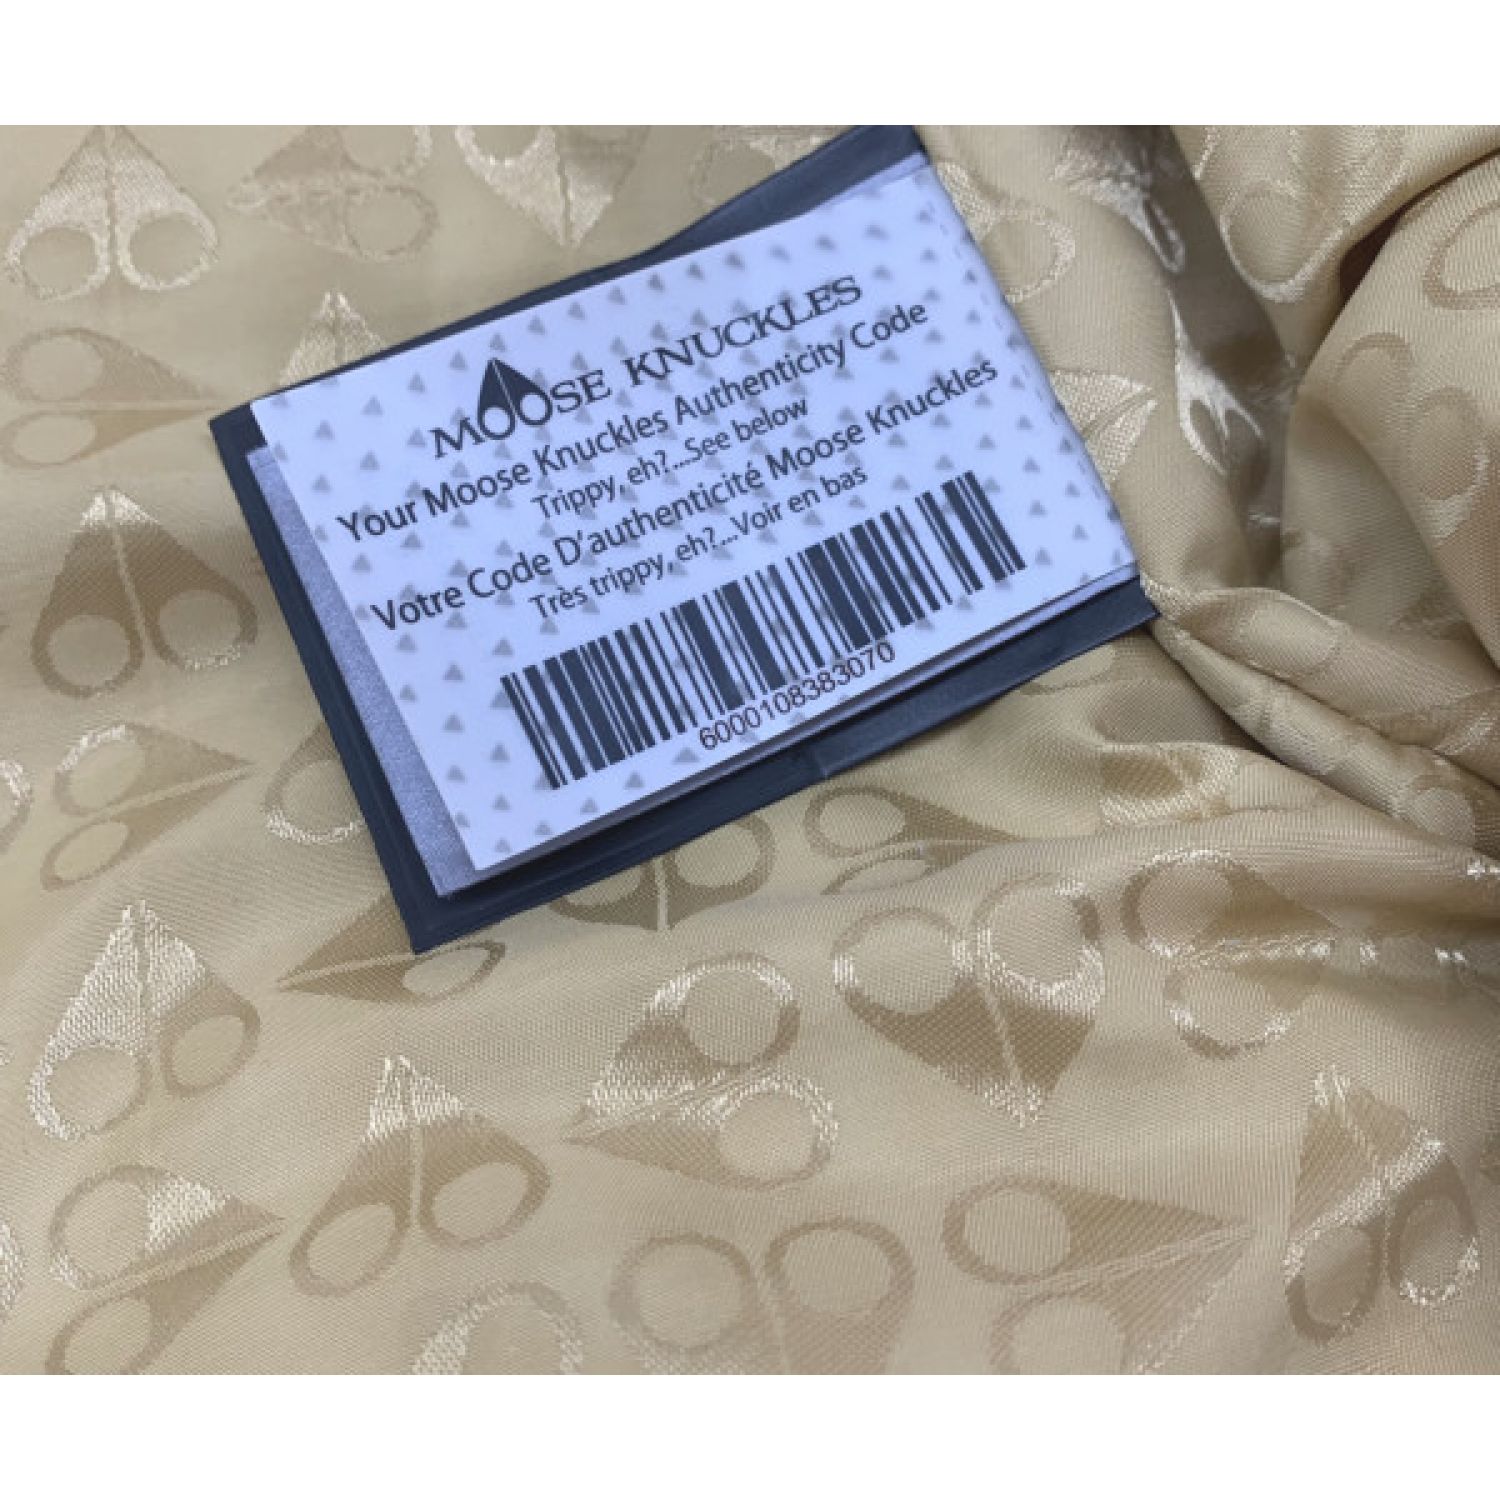 MOOSE KNUCKLES
Your Moose Knuckles Authenticity Code
Trippy, eh?...See below
Votre Code D'authenticité Moose Knuckles
Très trippy, eh?...Voir en bas
6000108383070